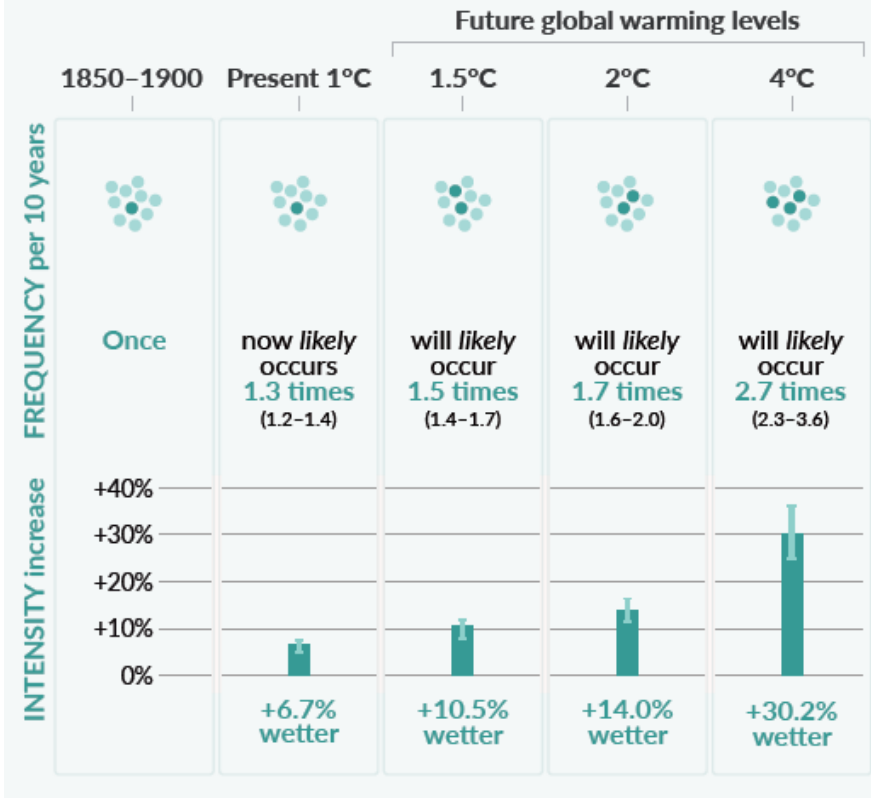 Future global warming levels
1850–1900 Present 1°C 1.5°C 2°C 4°C
FREQUENCY per 10 years
Once
now likely
occurs
1.3 times
(1.2–1.4)
will likely
occur
1.5 times
(1.4–1.7)
will likely
occur
1.7 times
(1.6–2.0)
will likely
occur
2.7 times
(2.3–3.6)
INTENSITY increase
+40%
+30%
+20%
+10%
0%
+6.7%
wetter
+10.5%
wetter
+14.0%
wetter
+30.2%
wetter